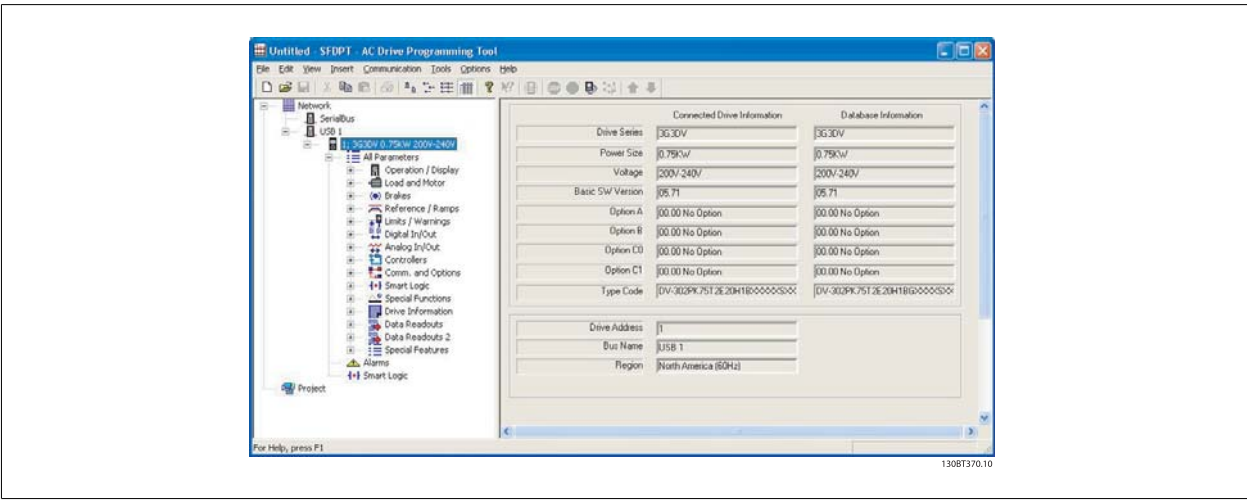 Untitled - SFDPT - AC Drive Programming Tool
File Edit View Insert Communication Tools Options Help
Network
SerialBus
USB 1
1; 3G3DV 0.75KW 200V-240V
All Parameters
Operation / Display
Load and Motor
Brakes
Reference / Ramps
Limits / Warnings
Digital In/Out
Analog In/Out
Controllers
Comm. and Options
Smart Logic
Special Functions
Drive Information
Data Readouts
Data Readouts 2
Special Features
Alarms
Smart Logic
Project
Connected Drive Information Database Information
Drive Series 3G3DV 3G3DV
Power Size 0.75KW 0.75KW
Voltage 200V-240V 200V-240V
Basic SW Version 05.71 05.71
Option A 00.00 No Option 00.00 No Option
Option B 00.00 No Option 00.00 No Option
Option C0 00.00 No Option 00.00 No Option
Option C1 00.00 No Option 00.00 No Option
Type Code
Drive Address 1
Bus Name USB 1
Region North America (60Hz)
For Help, press F1
130BT370.10